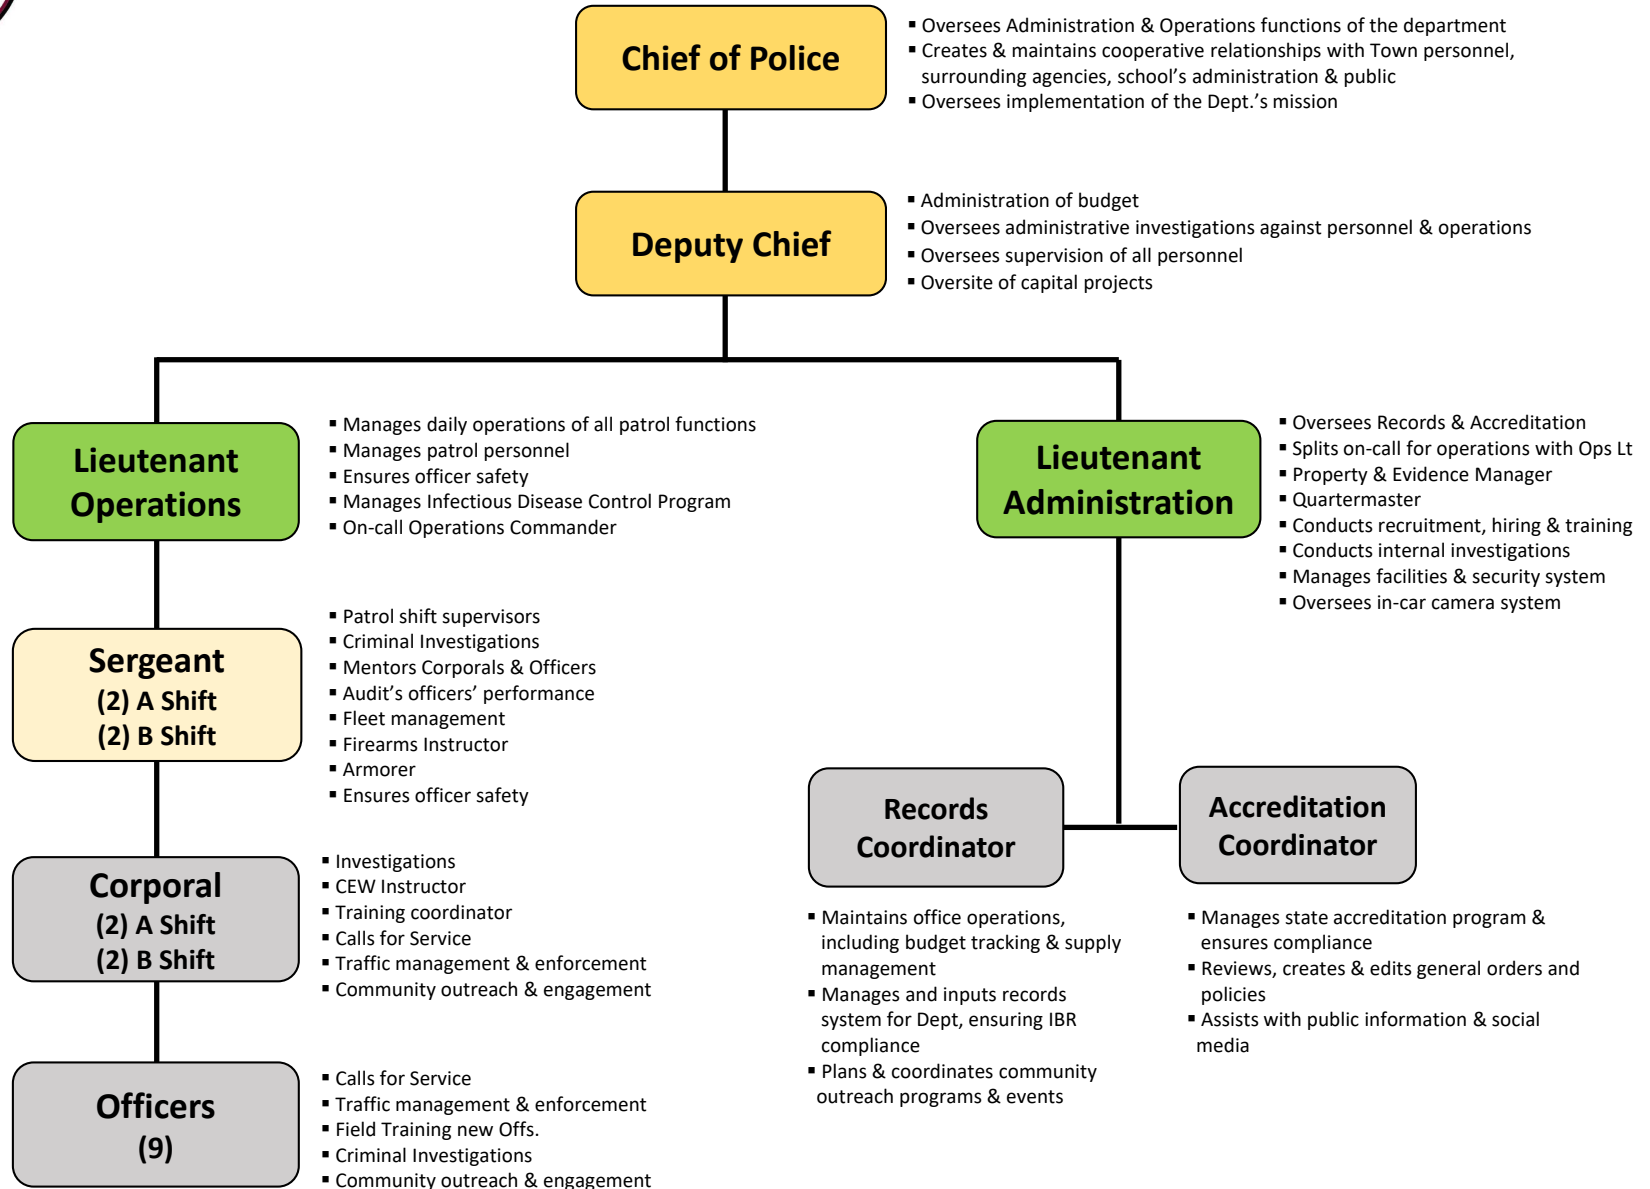 Chief of Police
▪ Oversees Administration & Operations functions of the department
▪ Creates & maintains cooperative relationships with Town personnel,
surrounding agencies, school’s administration & public
▪ Oversees implementation of the Dept.’s mission
Deputy Chief
▪ Administration of budget
▪ Oversees administrative investigations against personnel & operations
▪ Oversees supervision of all personnel
▪ Oversite of capital projects
Lieutenant
Operations
▪ Manages daily operations of all patrol functions
▪ Manages patrol personnel
▪ Ensures officer safety
▪ Manages Infectious Disease Control Program
▪ On-call Operations Commander
Lieutenant
Administration
▪ Oversees Records & Accreditation
▪ Splits on-call for operations with Ops Lt
▪ Property & Evidence Manager
▪ Quartermaster
▪ Conducts recruitment, hiring & training
▪ Conducts internal investigations
▪ Manages facilities & security system
▪ Oversees in-car camera system
Sergeant
(2) A Shift
(2) B Shift
▪ Patrol shift supervisors
▪ Criminal Investigations
▪ Mentors Corporals & Officers
▪ Audit’s officers’ performance
▪ Fleet management
▪ Firearms Instructor
▪ Armorer
▪ Ensures officer safety
Corporal
(2) A Shift
(2) B Shift
▪ Investigations
▪ CEW Instructor
▪ Training coordinator
▪ Calls for Service
▪ Traffic management & enforcement
▪ Community outreach & engagement
Officers
(9)
▪ Calls for Service
▪ Traffic management & enforcement
▪ Field Training new Offs.
▪ Criminal Investigations
▪ Community outreach & engagement
Records
Coordinator
▪ Maintains office operations,
including budget tracking & supply
management
▪ Manages and inputs records
system for Dept, ensuring IBR
compliance
▪ Plans & coordinates community
outreach programs & events
Accreditation
Coordinator
▪ Manages state accreditation program &
ensures compliance
▪ Reviews, creates & edits general orders and
policies
▪ Assists with public information & social
media